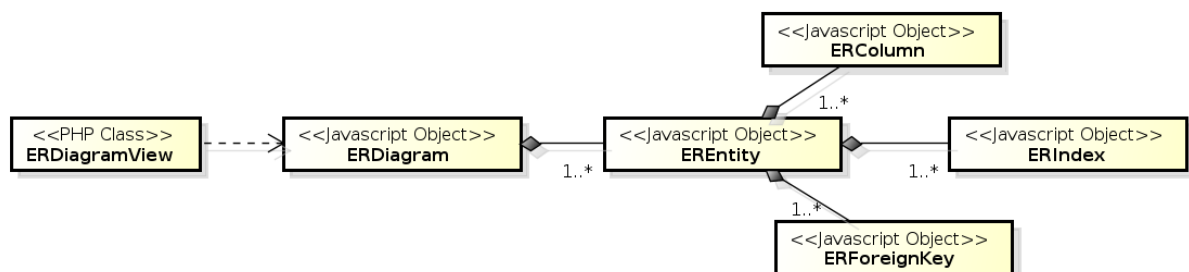 <<Javascript Object>>
ERColumn
1..*
<<PHP Class>>
ERDiagramView
<<Javascript Object>>
ERDiagram
1..*
<<Javascript Object>>
EREntity
1..*
<<Javascript Object>>
ERIndex
1..*
<<Javascript Object>>
ERForeignKey